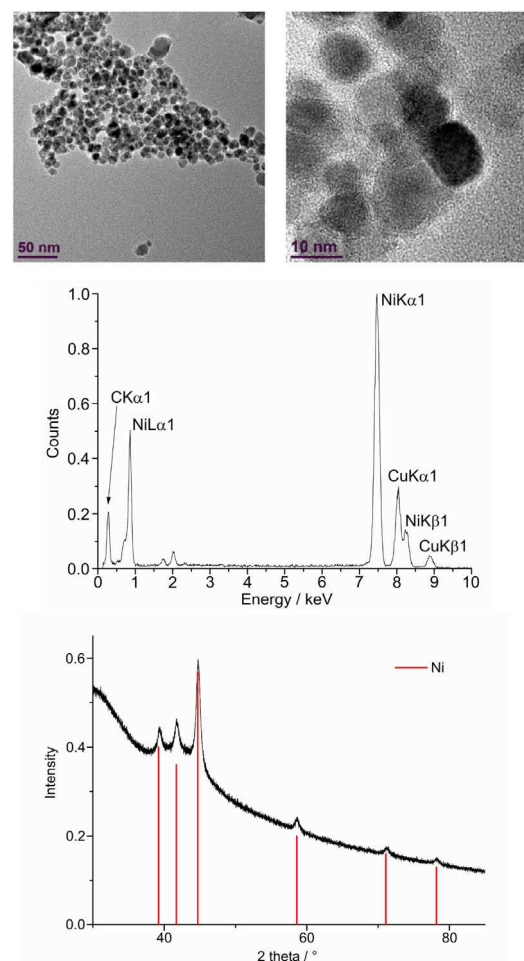 50 nm
10 nm
1.0
0.8
0.6
0.4
0.2
0.0
Counts
CKα1
NiLα1
NiKα1
CuKα1
NiKβ1
CuKβ1
0 1 2 3 4 5 6 7 8 9 10
Energy / keV
0.6
0.4
0.2
0.0
Intensity
Ni
40 60 80
2 theta / °